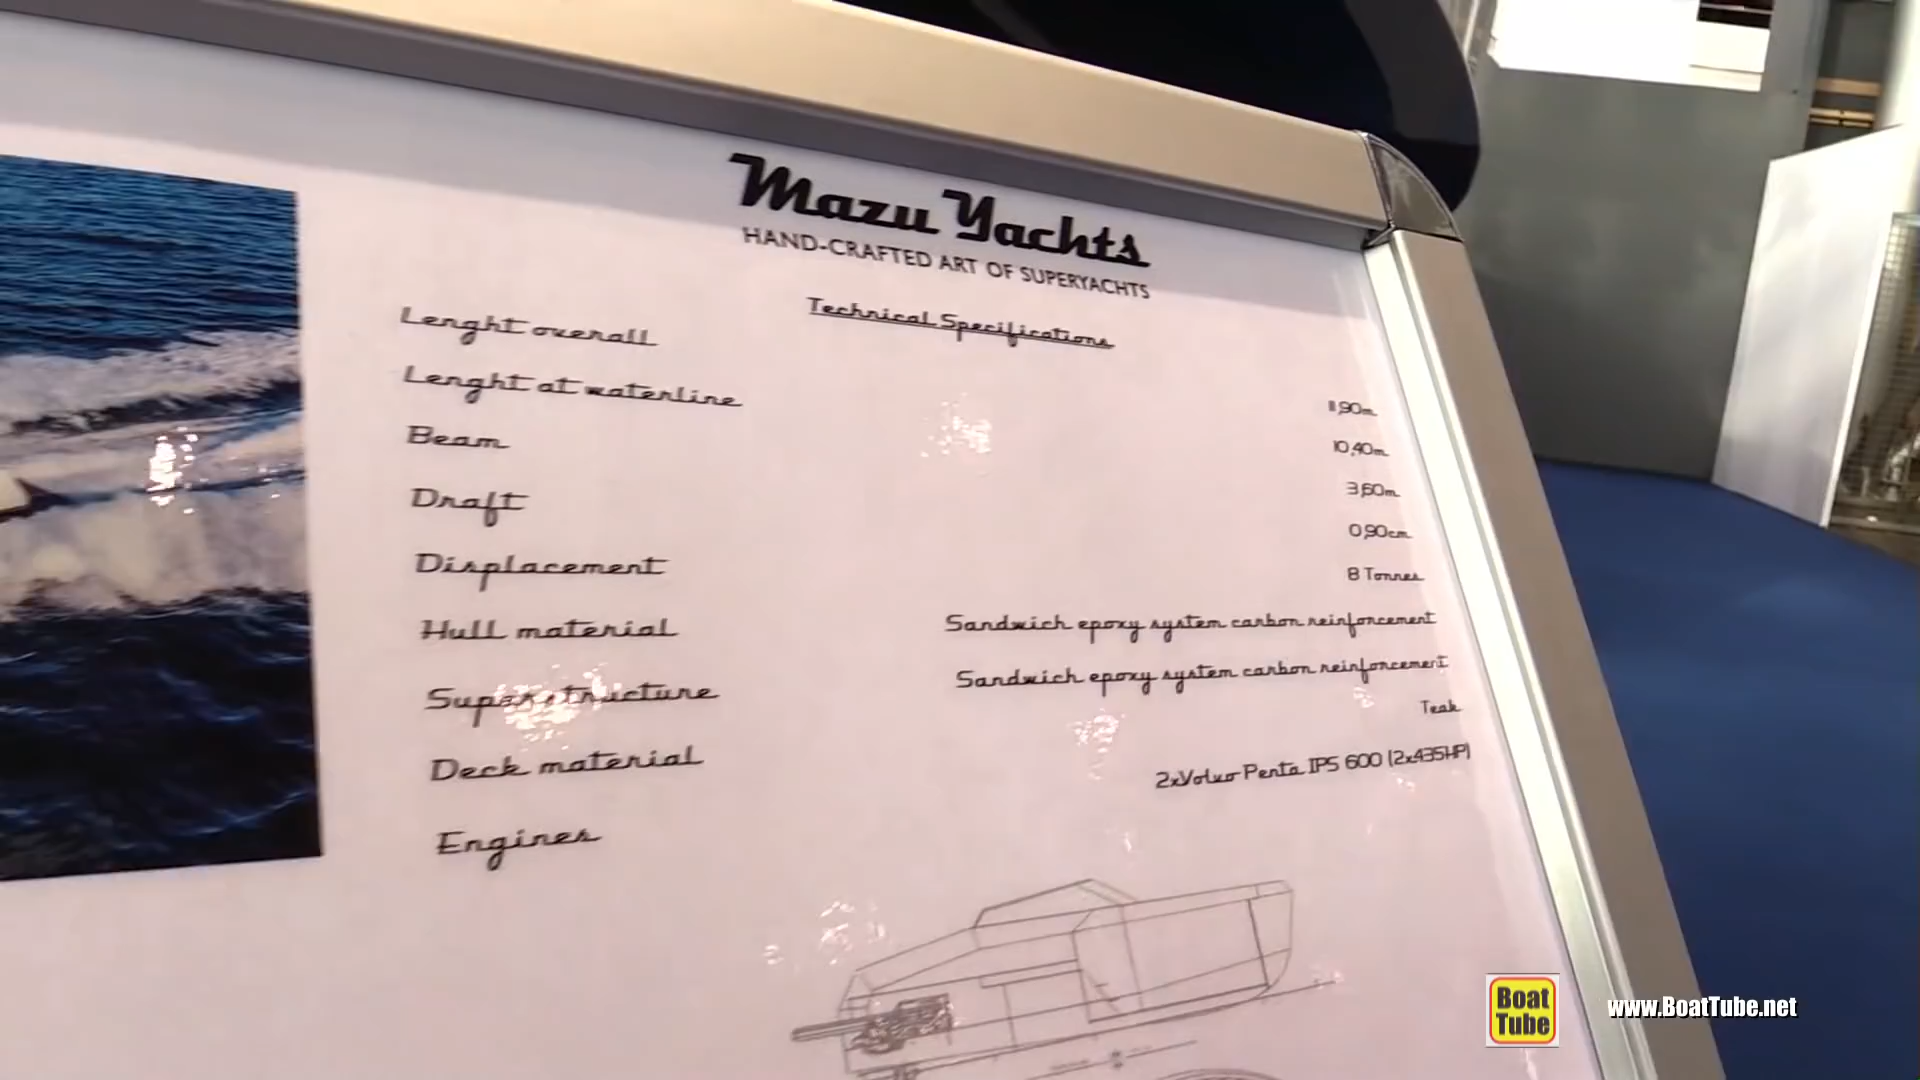 Mazu Yachts
HAND-CRAFTED ART OF SUPERYACHTS
Technical Specifications
Lenght overall 11,90m
Lenght at waterline 10,40m
Beam 3,60m
Draft 0,90cm
Displacement 8 Tonnes
Hull material Sandwich epoxy system carbon reinforcement
Superstructure Sandwich epoxy system carbon reinforcement
Deck material Teak
Engines 2xVolvo Penta IPS 600 (2x435HP)
Boat
Tube
www.BoatTube.net